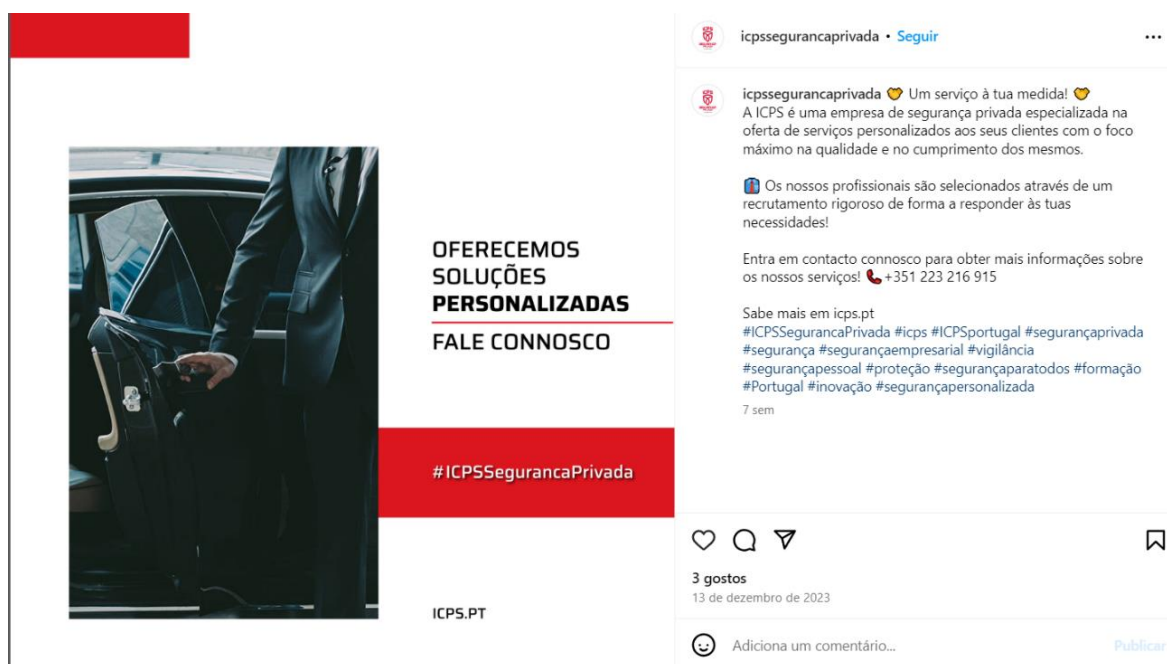 OFERECEMOS
SOLUÇÕES
PERSONALIZADAS
FALE CONNOSCO
#ICPSSegurancaPrivada
ICPS.PT
icpssegurancaprivada • Seguir
icpssegurancaprivada 🤝 Um serviço à tua medida! 🤝
A ICPS é uma empresa de segurança privada especializada na
oferta de serviços personalizados aos seus clientes com o foco
máximo na qualidade e no cumprimento dos mesmos.
👔 Os nossos profissionais são selecionados através de um
recrutamento rigoroso de forma a responder às tuas
necessidades!
Entra em contacto connosco para obter mais informações sobre
os nossos serviços! 📞+351 223 216 915
Sabe mais em icps.pt
#ICPSSegurancaPrivada #icps #ICPSportugal #segurançaprivada
#segurança #segurançaempresarial #vigilância
#segurançapessoal #proteção #segurançaparatodos #formação
#Portugal #inovação #segurançapersonalizada
7 sem
3 gostos
13 de dezembro de 2023
Adiciona um comentário...
Publicar